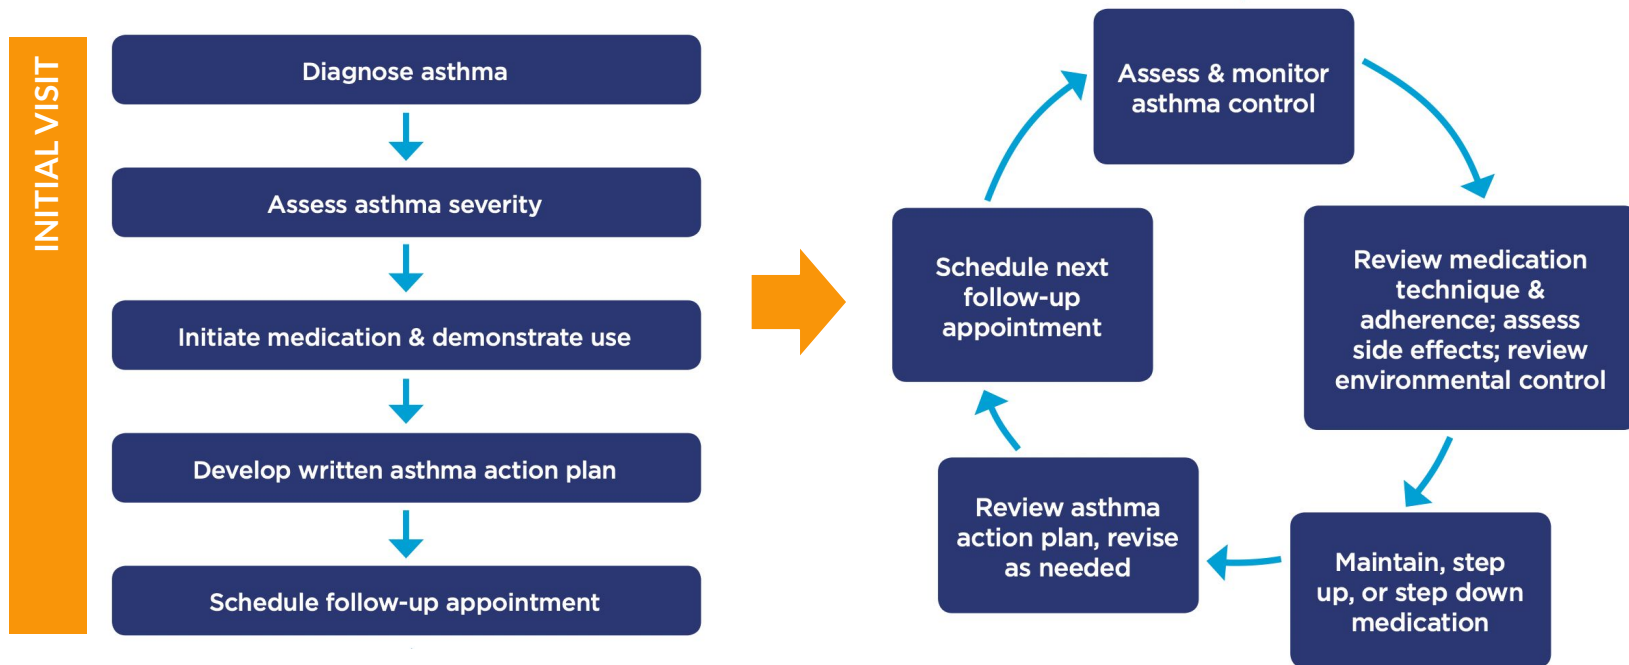 INITIAL VISIT
Diagnose asthma
Assess asthma severity
Initiate medication & demonstrate use
Develop written asthma action plan
Schedule follow-up appointment
Assess & monitor
asthma control
Review medication
technique &
adherence; assess
side effects; review
environmental control
Maintain, step
up, or step down
medication
Review asthma
action plan, revise
as needed
Schedule next
follow-up
appointment